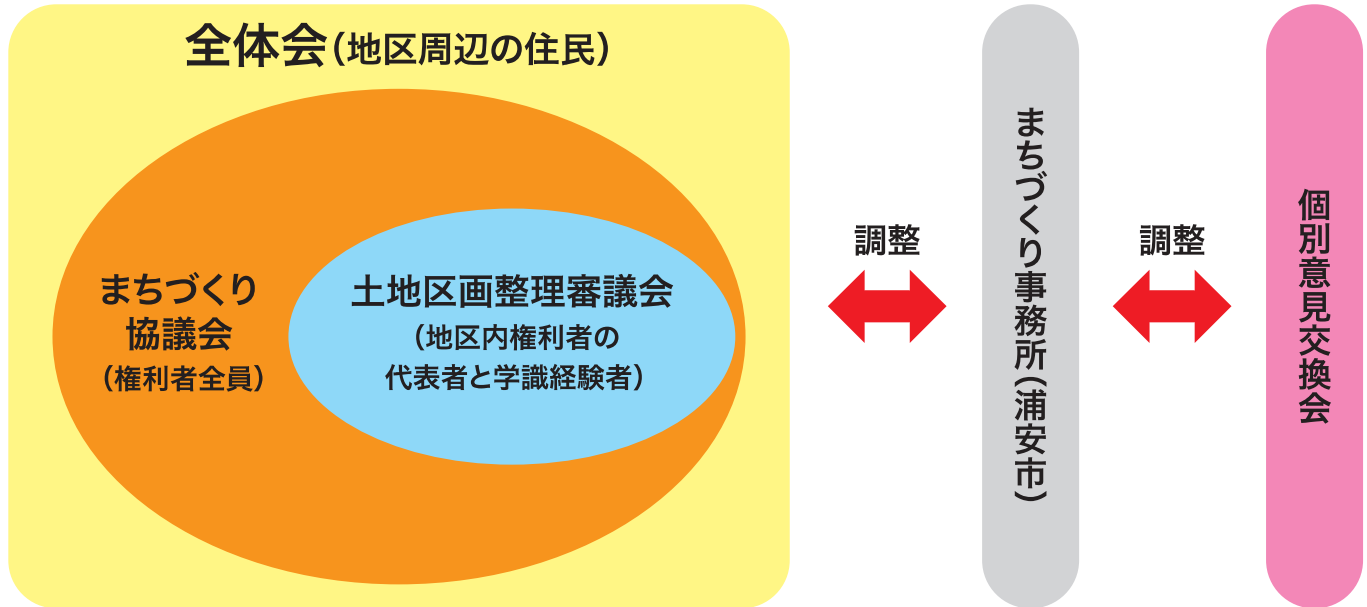 全体会（地区周辺の住民）
まちづくり
協議会
（権利者全員）
土地区画整理審議会
（地区内権利者の
代表者と学識経験者）
調整
まちづくり事務所（浦安市）
調整
個別意見交換会